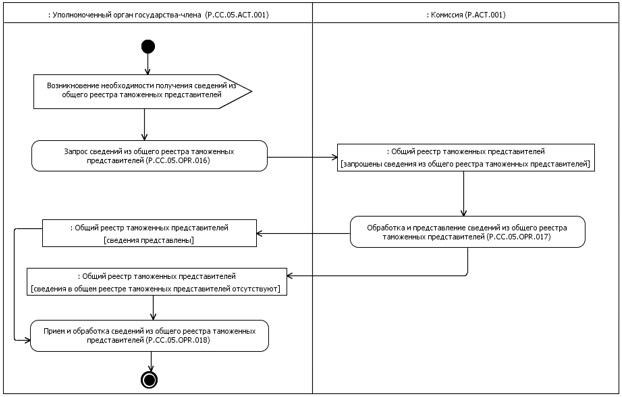 : Уполномоченный орган государства-члена (P.CC.05.ACT.001)
: Комиссия (P.ACT.001)
Возникновение необходимости получения сведений из
общего реестра таможенных представителей
Запрос сведений из общего реестра таможенных
представителей (P.CC.05.OPR.016)
: Общий реестр таможенных представителей
[запрошены сведения из общего реестра таможенных представителей]
Обработка и представление сведений из общего реестра
таможенных представителей (P.CC.05.OPR.017)
: Общий реестр таможенных представителей
[сведения представлены]
: Общий реестр таможенных представителей
[сведения в общем реестре таможенных представителей отсутствуют]
Прием и обработка сведений из общего реестра таможенных
представителей (P.CC.05.OPR.018)